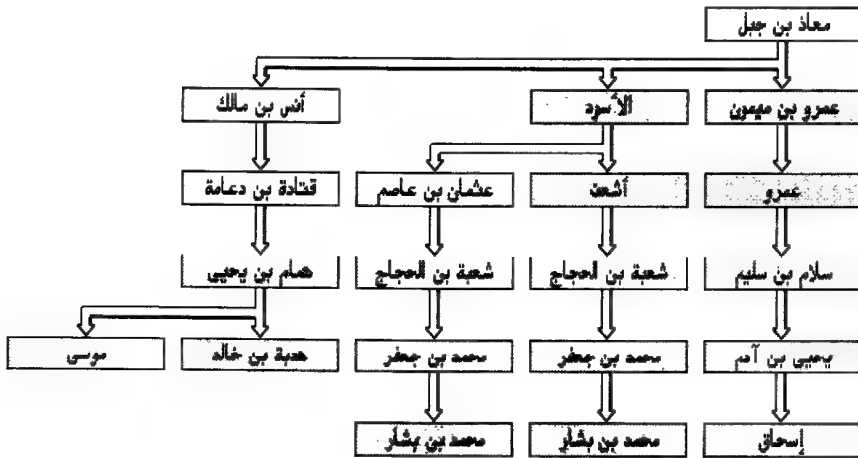 معاذ بن جبل
عمرو بن ميمون
الأسود
أنس بن مالك
عمرو
أشعث
عثمان بن عاصم
قتادة بن دعامة
سلام بن سليم
شعبة بن الحجاج
شعبة بن الحجاج
همام بن يحيى
يحيى بن آدم
محمد بن جعفر
محمد بن جعفر
هدبة بن خالد
موسى
إسحاق
محمد بن بشار
محمد بن بشار